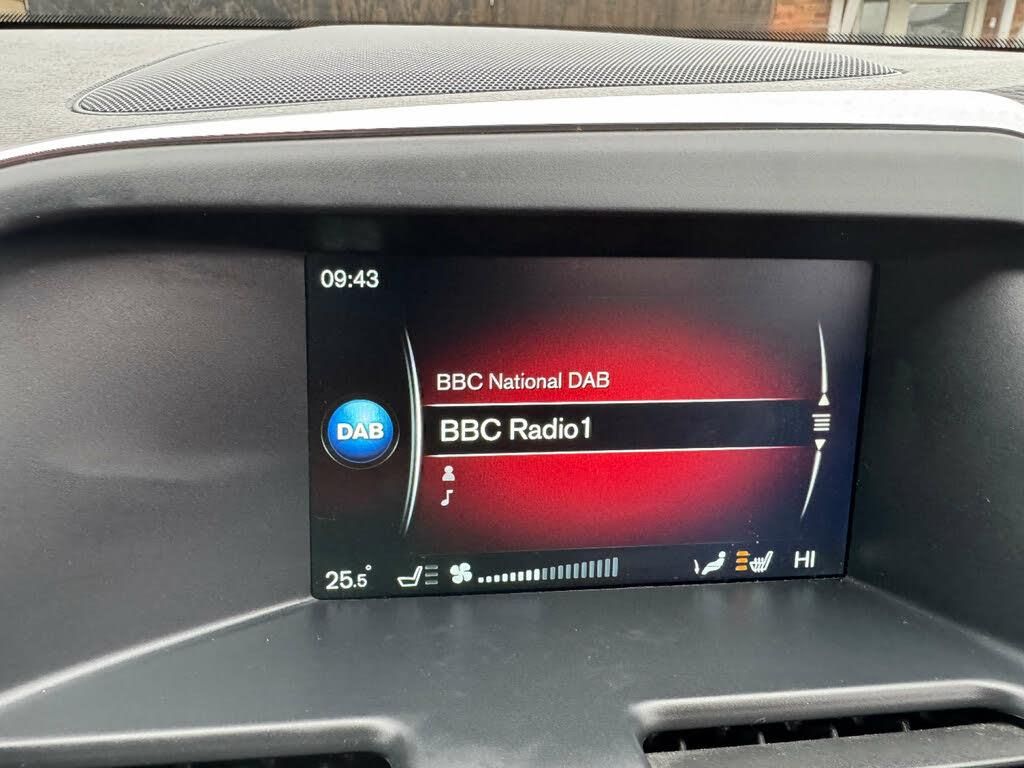 09:43
BBC National DAB
DAB
BBC Radio1
25.5°
HI